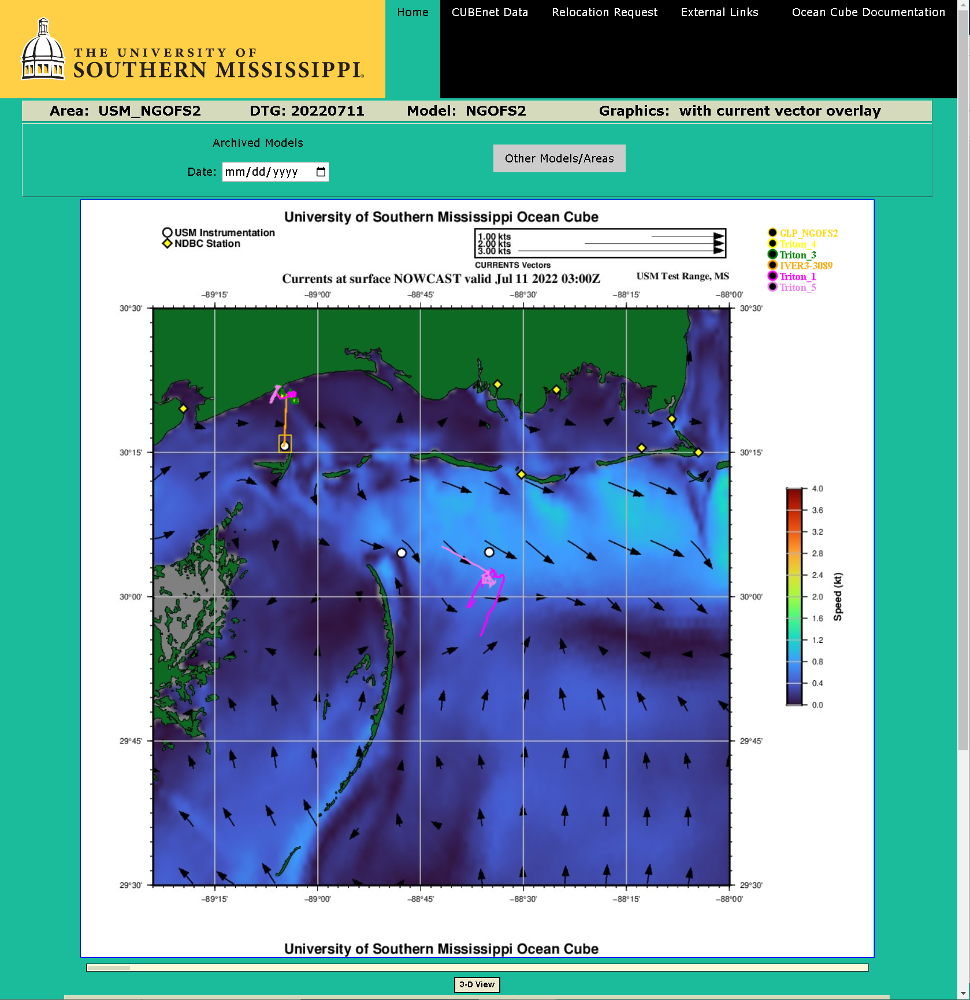 Home CUBEnet Data Relocation Request External Links Ocean Cube Documentation
THE UNIVERSITY OF
SOUTHERN MISSISSIPPI®
Area: USM_NGOFS2 DTG: 20220711 Model: NGOFS2 Graphics: with current vector overlay
Archived Models
Other Models/Areas
Date: mm/dd/yyyy
University of Southern Mississippi Ocean Cube
USM Instrumentation
NDBC Station
1.00 kts
2.00 kts
3.00 kts
CURRENTS Vectors
GLP_NGOFS2
Triton_4
Triton_3
IVER3-3089
Triton_1
Triton_5
Currents at surface NOWCAST valid Jul 11 2022 03:00Z
USM Test Range, MS
−89°15' −89°00' −88°45' −88°30' −88°15' −88°00'
30°30' 30°30'
30°15' 30°15'
30°00' 30°00'
29°45' 29°45'
29°30' 29°30'
−89°15' −89°00' −88°45' −88°30' −88°15' −88°00'
4.0
3.6
3.2
2.8
2.4
2.0
1.6
1.2
0.8
0.4
0.0
Speed (kt)
University of Southern Mississippi Ocean Cube
3-D View